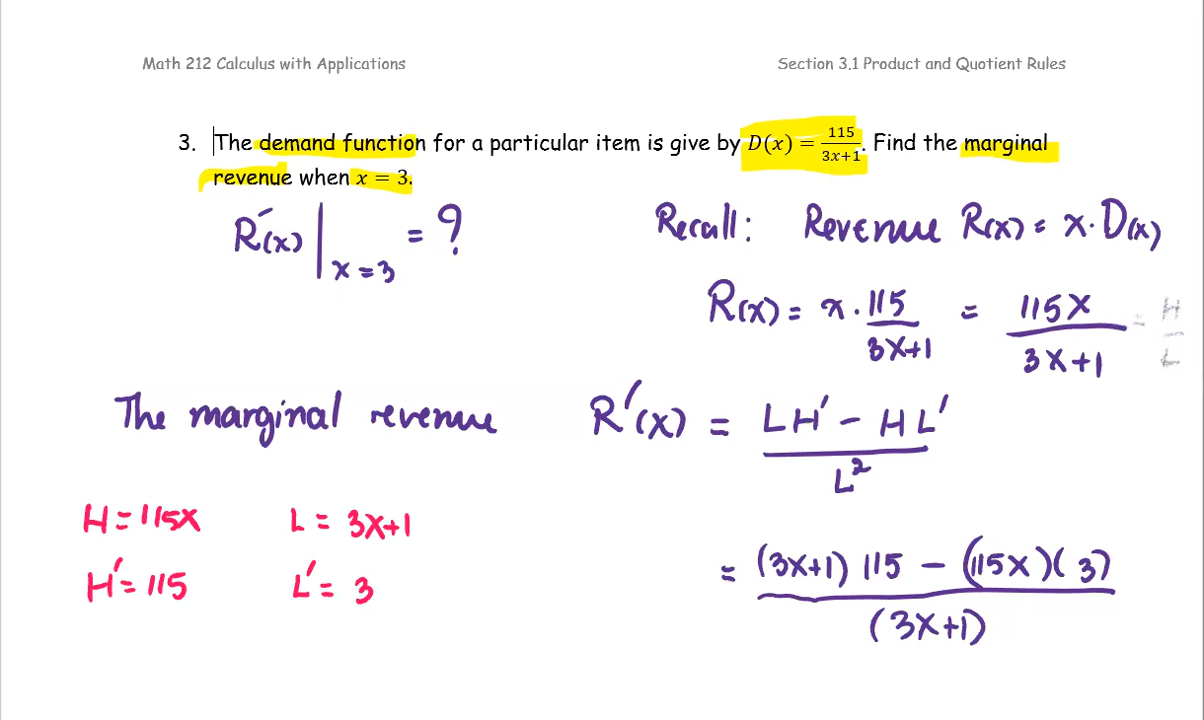 Math 212 Calculus with Applications
Section 3.1 Product and Quotient Rules
3. The demand function for a particular item is give by D(x) = 115/(3x+1). Find the marginal
revenue when x = 3.
R'(x) | x=3 = ?
Recall: Revenue R(x) = x·D(x)
R(x) = x · 115/(3x+1) = 115x/(3x+1) = H/L
The marginal revenue R'(x) = (LH' - HL')/L²
H = 115x L = 3x+1
H' = 115 L' = 3
= ((3x+1) 115 - (115x)(3))/(3x+1)